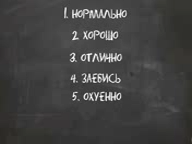 1. НОРМАЛЬНО
2. ХОРОШО
3. ОТЛИЧНО
4. ЗАЕБИСЬ
5. ОХУЕННО